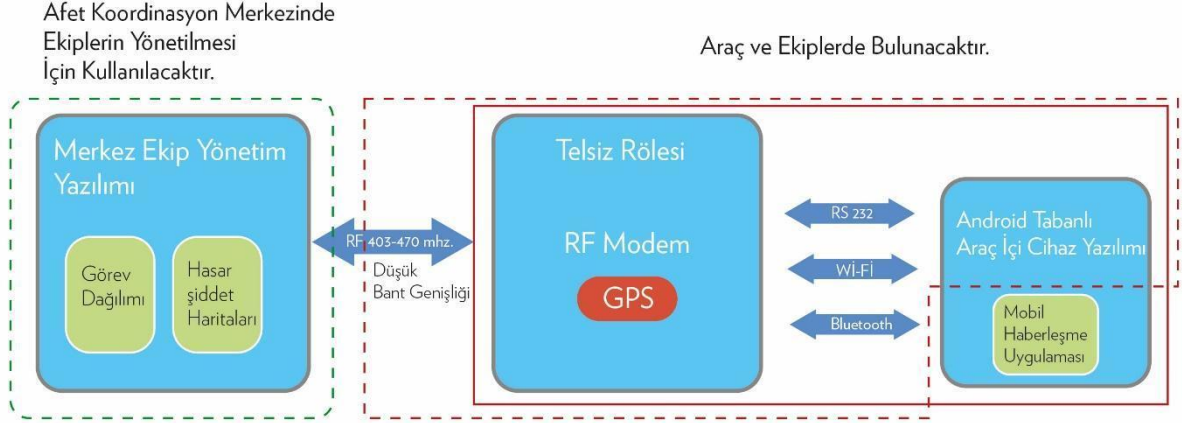 Afet Koordinasyon Merkezinde
Ekiplerin Yönetilmesi
İçin Kullanılacaktır.
Araç ve Ekiplerde Bulunacaktır.
Merkez Ekip Yönetim
Yazılımı
Görev
Dağılımı
Hasar
şiddet
Haritaları
RF 403-470 mhz.
Düşük
Bant Genişliği
Telsiz Rölesi
RF Modem
GPS
RS 232
Wİ-Fİ
Bluetooth
Android Tabanlı
Araç İçi Cihaz Yazılımı
Mobil
Haberleşme
Uygulaması